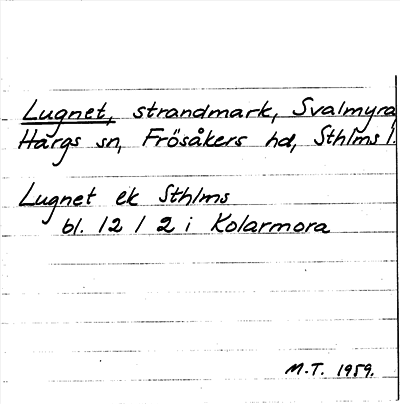 Lugnet, strandmark, Svalmyra
Hargs sn, Frösåkers hd, Sthlms l.
Lugnet ek Sthlms
bl. 12 / 2 i Kolarmora
M.T. 1959.